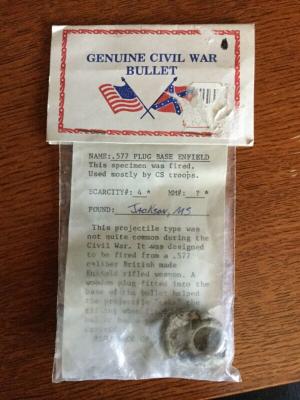 GENUINE CIVIL WAR
BULLET
NAME:.577 PLUG BASE ENFIELD
This specimen was fired.
Used mostly by CS troops.
SCARCITY#: 4 * MM#: ? *
FOUND: Jackson, MS
This projectile type was
not quite common during the
Civil War. It was designed
to be fired from a .577
caliber British made
Enfield rifled weapon. A
wooden plug fitted into the
base of the bullet helped
the projectile